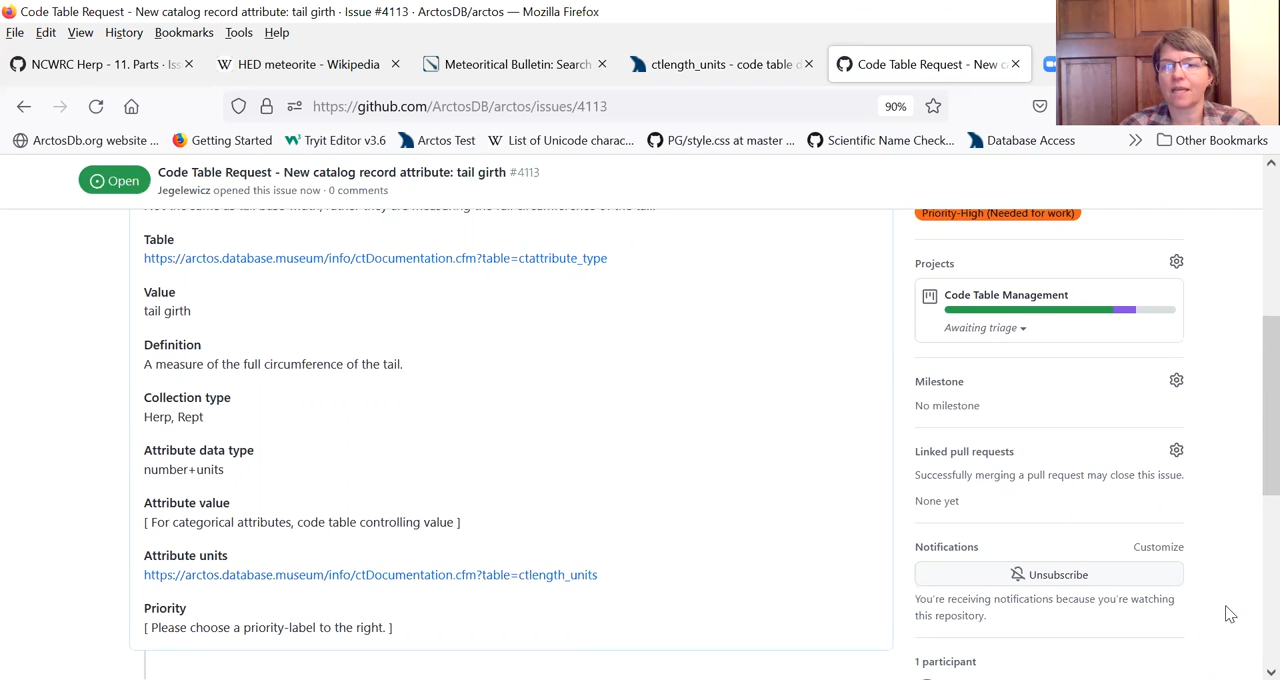 Code Table Request - New catalog record attribute: tail girth · Issue #4113 · ArctosDB/arctos — Mozilla Firefox
File Edit View History Bookmarks Tools Help
NCWRC Herp - 11. Parts · Iss
HED meteorite - Wikipedia
Meteoritical Bulletin: Search
ctlength_units - code table d
Code Table Request - New c
https://github.com/ArctosDB/arctos/issues/4113
90%
ArctosDb.org website ...
Getting Started
Tryit Editor v3.6
Arctos Test
List of Unicode charac...
PG/style.css at master ...
Scientific Name Check...
Database Access
Other Bookmarks
Open
Code Table Request - New catalog record attribute: tail girth #4113
Jegelewicz opened this issue now · 0 comments
Priority-High (Needed for work)
Table
https://arctos.database.museum/info/ctDocumentation.cfm?table=ctattribute_type
Value
tail girth
Definition
A measure of the full circumference of the tail.
Collection type
Herp, Rept
Attribute data type
number+units
Attribute value
[ For categorical attributes, code table controlling value ]
Attribute units
https://arctos.database.museum/info/ctDocumentation.cfm?table=ctlength_units
Priority
[ Please choose a priority-label to the right. ]
Projects
Code Table Management
Awaiting triage
Milestone
No milestone
Linked pull requests
Successfully merging a pull request may close this issue.
None yet
Notifications
Customize
Unsubscribe
You're receiving notifications because you're watching
this repository.
1 participant